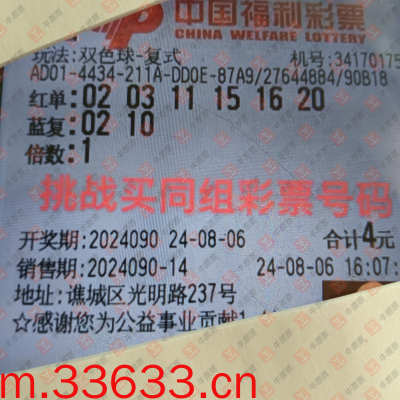 中国福利彩票
CHINA WELFARE LOTTERY
玩法:双色球-复式 机号:34170175
AD01-4434-211A-DD0E-87A9/27644884/90B18
红单:02 03 11 15 16 20
蓝复:02 10
倍数:1
挑战买同组彩票号码
开奖期:2024090 24-08-06 合计4元
销售期:2024090-14 24-08-06 16:07:
地址:谯城区光明路237号
☆感谢您为公益事业贡献1.
m.33633.cn